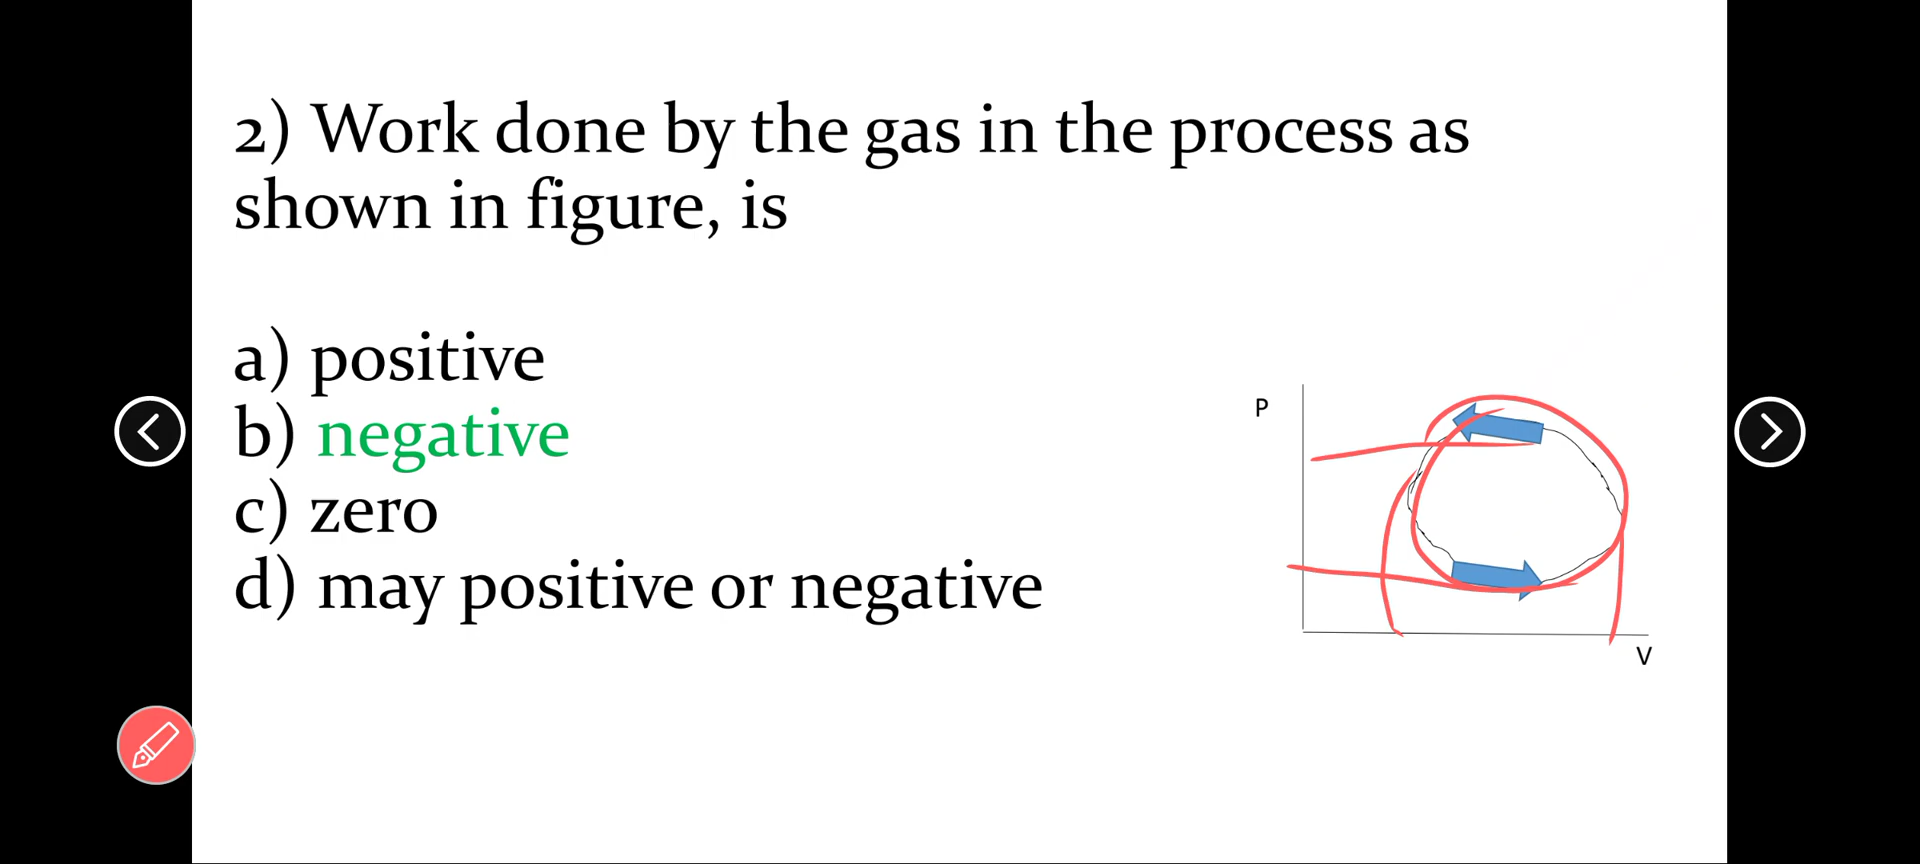 2) Work done by the gas in the process as
shown in figure, is
a) positive
b) negative
c) zero
d) may positive or negative
P
V